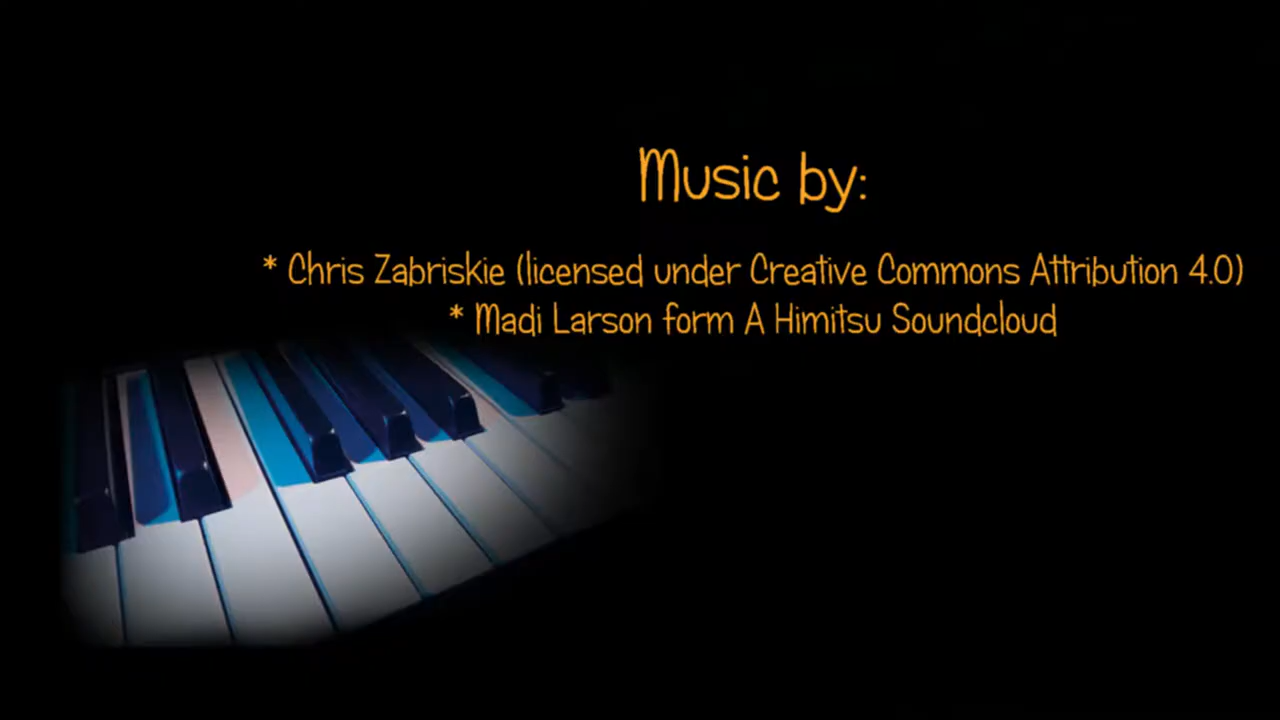 Music by:
* Chris Zabriskie (licensed under Creative Commons Attribution 4.0)
* Madi Larson form A Himitsu Soundcloud